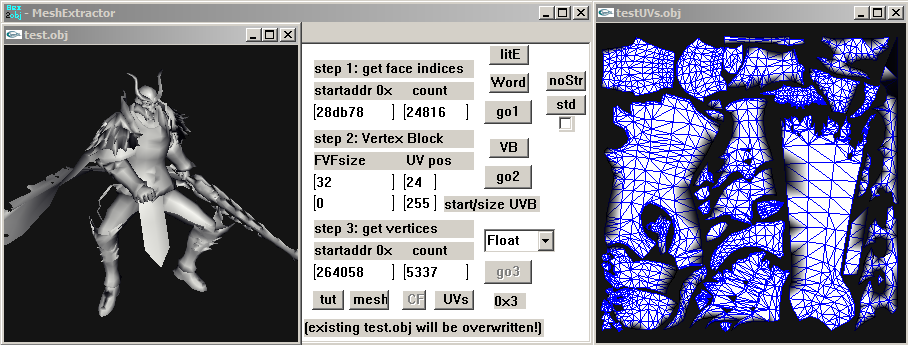 Hex 2obj - MeshExtractor
testUVs.obj
test.obj
litE
step 1: get face indices
startaddr 0x count
Word
noStr
[28db78 ] [24816 ]
go1
std
step 2: Vertex Block
VB
FVFsize UV pos
[32 ] [24 ]
go2
[0 ] [255 ] start/size UVB
step 3: get vertices
Float
startaddr 0x count
[264058 ] [5337 ]
go3
tut mesh CF UVs 0x3
(existing test.obj will be overwritten!)